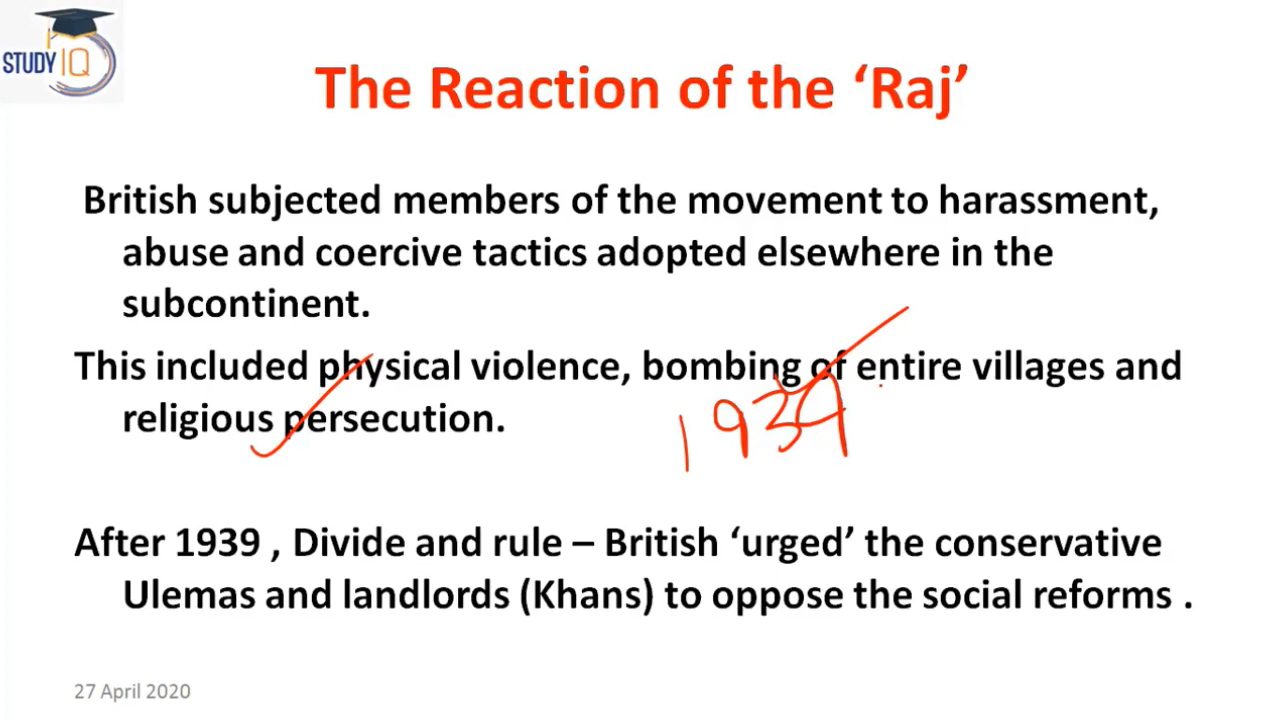 STUDY IQ
The Reaction of the ‘Raj’
British subjected members of the movement to harassment,
abuse and coercive tactics adopted elsewhere in the
subcontinent.
This included physical violence, bombing of entire villages and
religious persecution.
1939
After 1939 , Divide and rule – British ‘urged’ the conservative
Ulemas and landlords (Khans) to oppose the social reforms .
27 April 2020